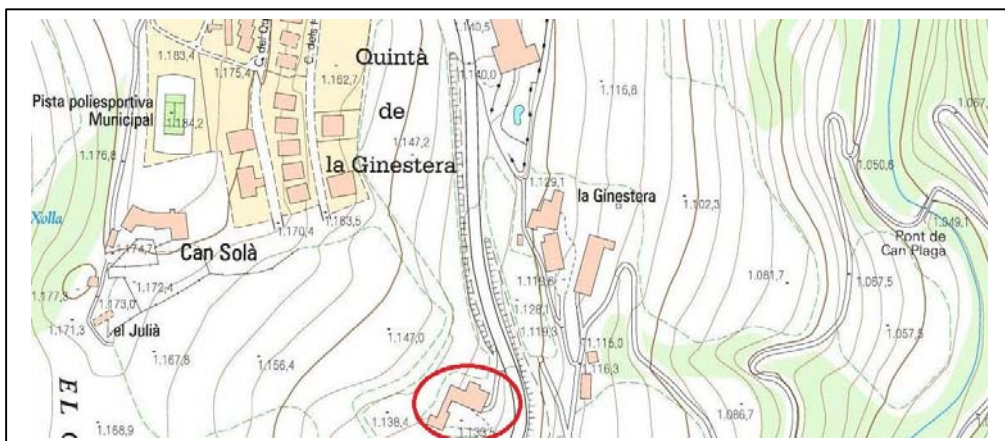 1.140,5
1.183,4
C. dels
1.175,4
1.162,7
Quintà
1.140,0
1.116,8
Pista poliesportiva
Municipal
1.184,2
de
1.147,2
1.050,6
1.176,8
la Ginestera
1.129,1
la Ginestera
1.102,3
1.049,1
Xolla
1.183,5
1.170,4
Pont de
Can Plaga
1.174,7
Can Solà
1.177,3
1.172,4
1.173,0
1.081,7
1.067,5
1.128,1
1.171,3
el Julià
1.147,0
1.119,3
1.115,0
1.057,5
1.167,8
1.156,4
1.116,3
EL
1.138,4
1.133,5
1.086,7
1.168,9